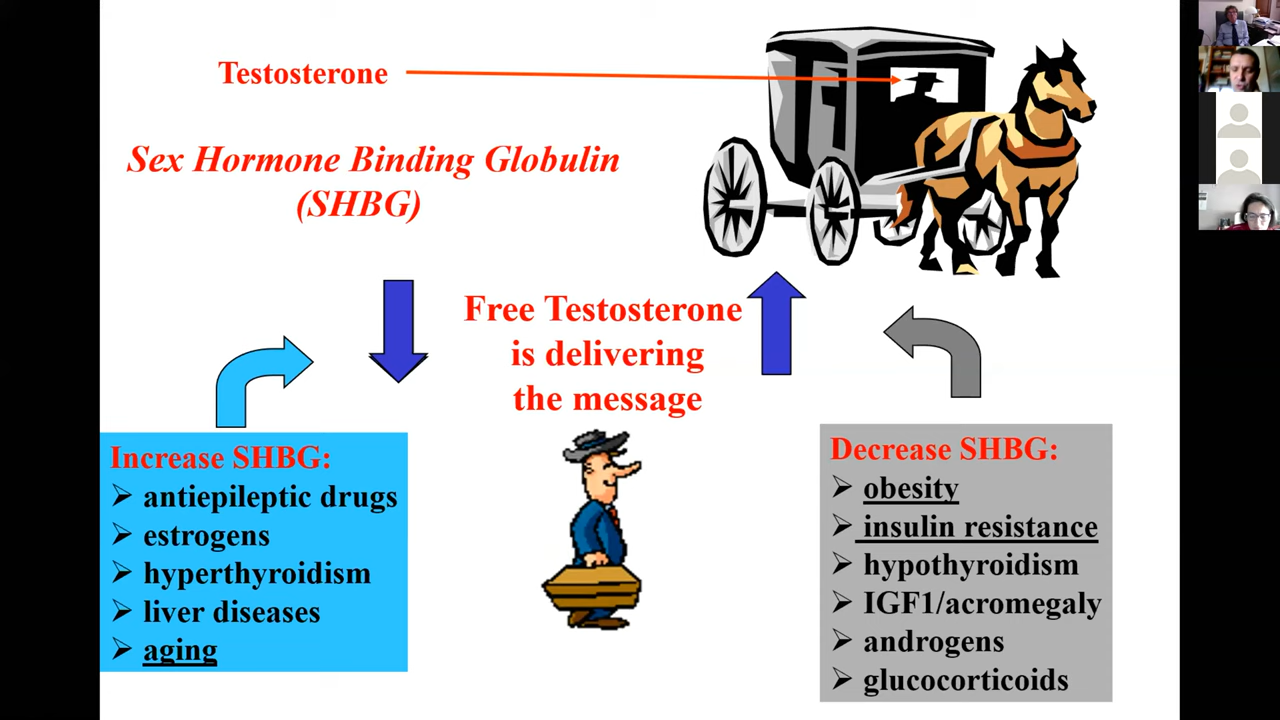 Testosterone
Sex Hormone Binding Globulin
(SHBG)
Free Testosterone
is delivering
the message
Increase SHBG:
➢ antiepileptic drugs
➢ estrogens
➢ hyperthyroidism
➢ liver diseases
➢ aging
Decrease SHBG:
➢ obesity
➢ insulin resistance
➢ hypothyroidism
➢ IGF1/acromegaly
➢ androgens
➢ glucocorticoids